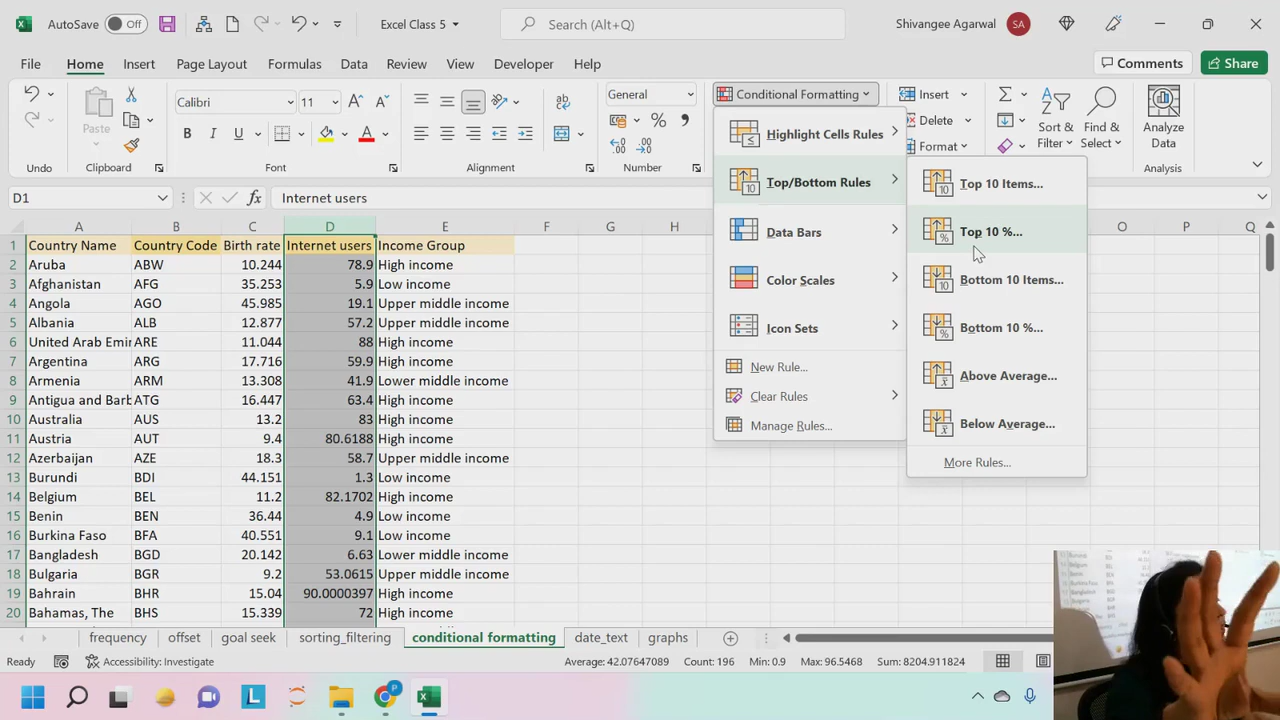 AutoSave Off Excel Class 5 Search (Alt+Q) Shivangee Agarwal SA
File Home Insert Page Layout Formulas Data Review View Developer Help Comments Share
Calibri 11 General Conditional Formatting Insert
Paste B I U Delete Sort & Filter Find & Select Analyze Data
Format
Undo Clipboard Font Alignment Number Analysis
Highlight Cells Rules
Top/Bottom Rules
Data Bars
Color Scales
Icon Sets
New Rule...
Clear Rules
Manage Rules...
Top 10 Items...
Top 10 %...
Bottom 10 Items...
Bottom 10 %...
Above Average...
Below Average...
More Rules...
D1 fx Internet users
A B C D E F G H O P Q
1 Country Name Country Code Birth rate Internet users Income Group
2 Aruba ABW 10.244 78.9 High income
3 Afghanistan AFG 35.253 5.9 Low income
4 Angola AGO 45.985 19.1 Upper middle income
5 Albania ALB 12.877 57.2 Upper middle income
6 United Arab Emir ARE 11.044 88 High income
7 Argentina ARG 17.716 59.9 High income
8 Armenia ARM 13.308 41.9 Lower middle income
9 Antigua and Barb ATG 16.447 63.4 High income
10 Australia AUS 13.2 83 High income
11 Austria AUT 9.4 80.6188 High income
12 Azerbaijan AZE 18.3 58.7 Upper middle income
13 Burundi BDI 44.151 1.3 Low income
14 Belgium BEL 11.2 82.1702 High income
15 Benin BEN 36.44 4.9 Low income
16 Burkina Faso BFA 40.551 9.1 Low income
17 Bangladesh BGD 20.142 6.63 Lower middle income
18 Bulgaria BGR 9.2 53.0615 Upper middle income
19 Bahrain BHR 15.04 90.0000397 High income
20 Bahamas, The BHS 15.339 72 High income
frequency offset goal seek sorting_filtering conditional formatting date_text graphs
Ready Accessibility: Investigate Average: 42.07647089 Count: 196 Min: 0.9 Max: 96.5468 Sum: 8204.911824